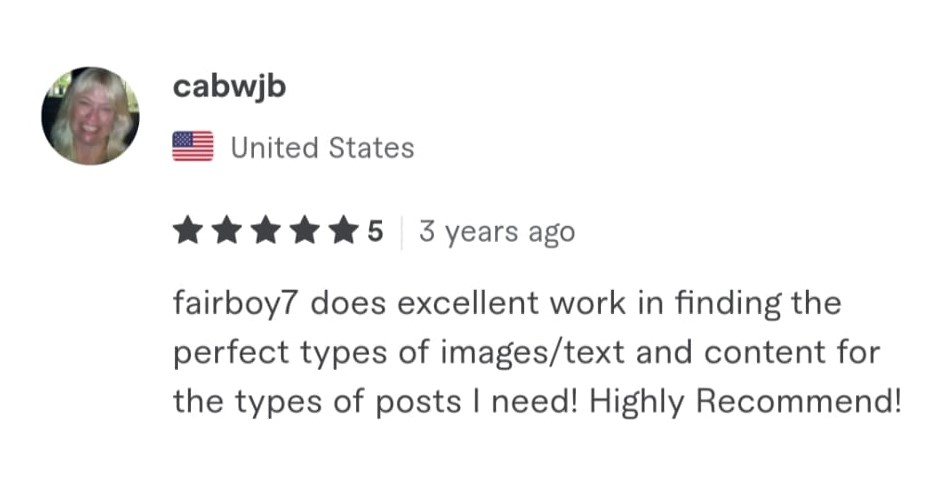 cabwjb
United States
5 3 years ago
fairboy7 does excellent work in finding the
perfect types of images/text and content for
the types of posts I need! Highly Recommend!